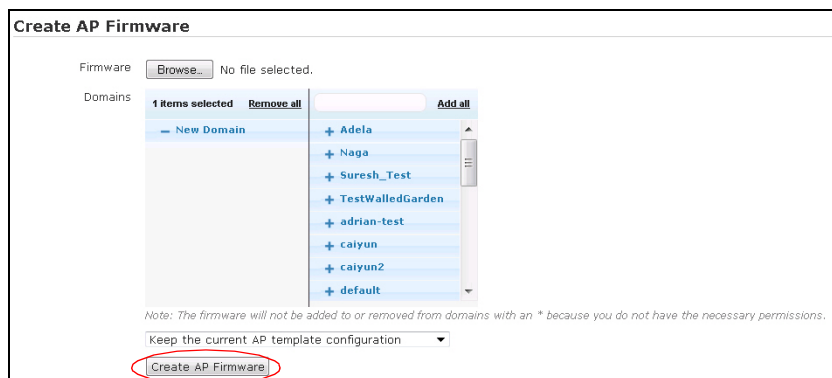 Create AP Firmware
Firmware Browse... No file selected.
Domains
1 items selected Remove all Add all
New Domain
Adela
Naga
Suresh_Test
TestWalledGarden
adrian-test
caiyun
caiyun2
default
Note: The firmware will not be added to or removed from domains with an * because you do not have the necessary permissions.
Keep the current AP template configuration
Create AP Firmware